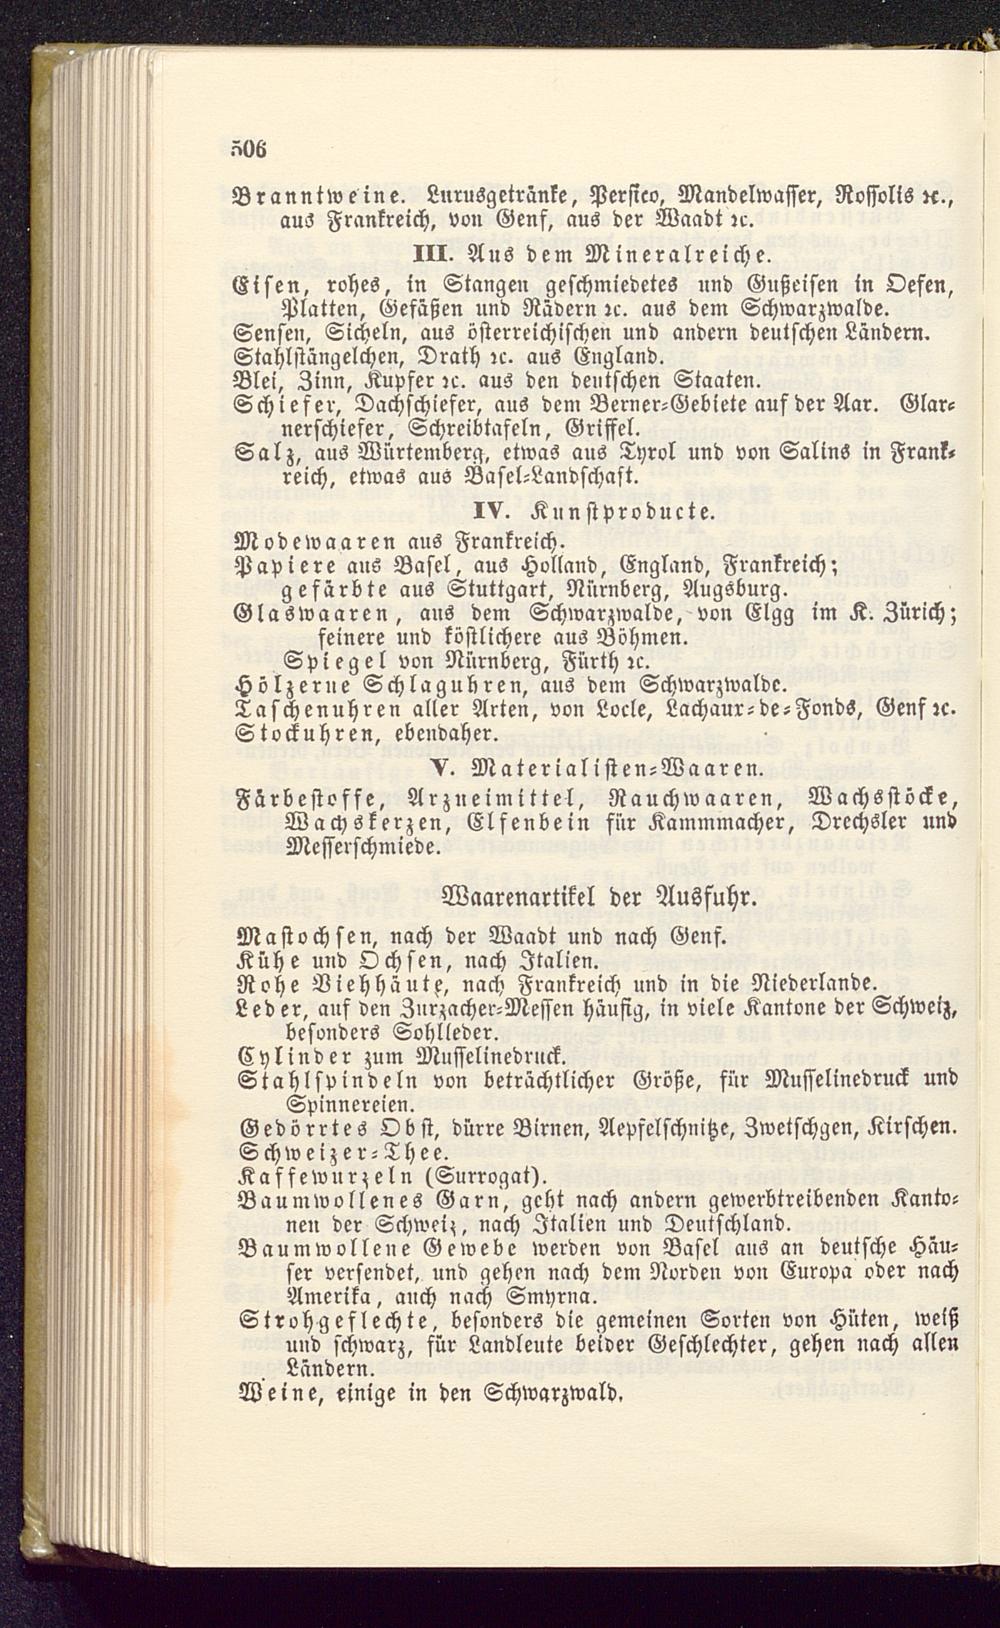 506
Branntweine. Luxusgetränke, Persico, Mandelwasser, Rossolis ꝛc.,
aus Frankreich, von Genf, aus der Waadt ꝛc.
III. Aus dem Mineralreiche.
Eisen, rohes, in Stangen geschmiedetes und Gußeisen in Oefen,
Platten, Gefäßen und Rädern ꝛc. aus dem Schwarzwalde.
Sensen, Sicheln, aus österreichischen und andern deutschen Ländern.
Stahlstängelchen, Drath ꝛc. aus England.
Blei, Zinn, Kupfer ꝛc. aus den deutschen Staaten.
Schiefer, Dachschiefer, aus dem Berner-Gebiete auf der Aar. Glar-
nerschiefer, Schreibtafeln, Griffel.
Salz, aus Würtemberg, etwas aus Tyrol und von Salins in Frank-
reich, etwas aus Basel-Landschaft.
IV. Kunstproducte.
Modewaaren aus Frankreich.
Papiere aus Basel, aus Holland, England, Frankreich;
gefärbte aus Stuttgart, Nürnberg, Augsburg.
Glaswaaren, aus dem Schwarzwalde, von Elgg im K. Zürich;
feinere und köstlichere aus Böhmen.
Spiegel von Nürnberg, Fürth ꝛc.
Hölzerne Schlaguhren, aus dem Schwarzwalde.
Taschenuhren aller Arten, von Locle, Lachaux-de-Fonds, Genf ꝛc.
Stockuhren, ebendaher.
V. Materialisten-Waaren.
Färbestoffe, Arzneimittel, Rauchwaaren, Wachsstöcke,
Wachskerzen, Elfenbein für Kammmacher, Drechsler und
Messerschmiede.
Waarenartikel der Ausfuhr.
Mastochsen, nach der Waadt und nach Genf.
Kühe und Ochsen, nach Italien.
Rohe Viehhäute, nach Frankreich und in die Niederlande.
Leder, auf den Zurzacher-Messen häufig, in viele Kantone der Schweiz,
besonders Sohlleder.
Cylinder zum Musselinedruck.
Stahlspindeln von beträchtlicher Größe, für Musselinedruck und
Spinnereien.
Gedörrtes Obst, dürre Birnen, Aepfelschnitze, Zwetschgen, Kirschen.
Schweizer-Thee.
Kaffewurzeln (Surrogat).
Baumwollenes Garn, geht nach andern gewerbtreibenden Kanto-
nen der Schweiz, nach Italien und Deutschland.
Baumwollene Gewebe werden von Basel aus an deutsche Häu-
ser versendet, und gehen nach dem Norden von Europa oder nach
Amerika, auch nach Smyrna.
Strohgeflechte, besonders die gemeinen Sorten von Hüten, weiß
und schwarz, für Landleute beider Geschlechter, gehen nach allen
Ländern.
Weine, einige in den Schwarzwald.